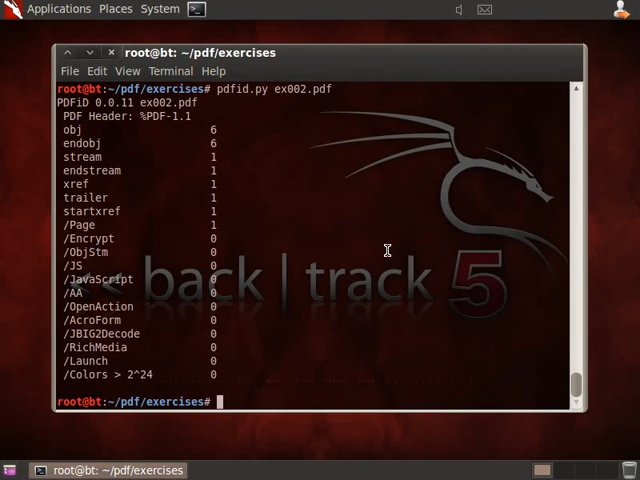 Applications Places System
root@bt: ~/pdf/exercises
File Edit View Terminal Help
root@bt:~/pdf/exercises# pdfid.py ex002.pdf
PDFiD 0.0.11 ex002.pdf
PDF Header: %PDF-1.1
obj 6
endobj 6
stream 1
endstream 1
xref 1
trailer 1
startxref 1
/Page 1
/Encrypt 0
/ObjStm 0
/JS 0
/JavaScript 0
/AA 0
/OpenAction 0
/AcroForm 0
/JBIG2Decode 0
/RichMedia 0
/Launch 0
/Colors > 2^24 0
<< back | track 5
root@bt:~/pdf/exercises#
root@bt: ~/pdf/exercises